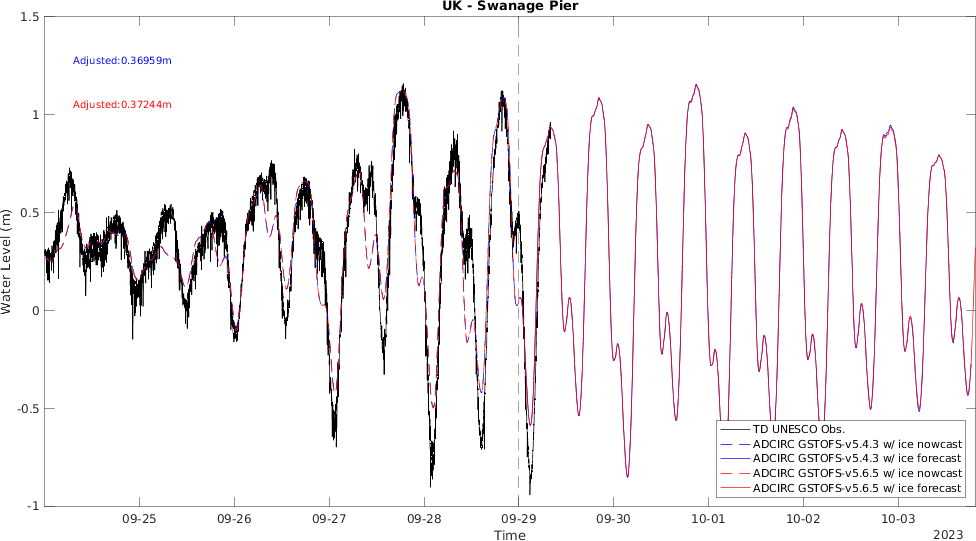 UK - Swanage Pier
1.5
Adjusted:0.36959m
Adjusted:0.37244m
1
0.5
0
-0.5
-1
Water Level (m)
TD UNESCO Obs.
ADCIRC GSTOFS-v5.4.3 w/ ice nowcast
ADCIRC GSTOFS-v5.4.3 w/ ice forecast
ADCIRC GSTOFS-v5.6.5 w/ ice nowcast
ADCIRC GSTOFS-v5.6.5 w/ ice forecast
09-25 09-26 09-27 09-28 09-29 09-30 10-01 10-02 10-03
Time
2023